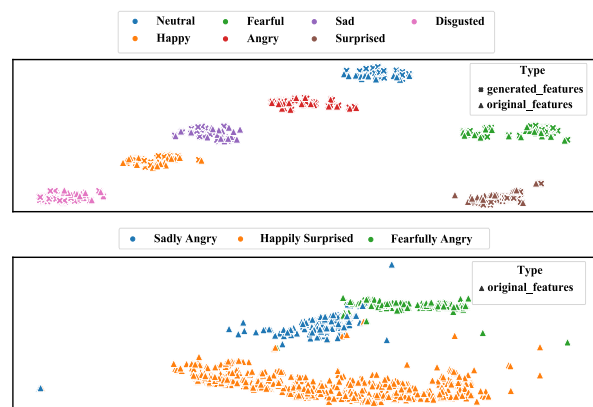 Neutral Fearful Sad Disgusted
Happy Angry Surprised
Type
generated_features
original_features
Sadly Angry Happily Surprised Fearfully Angry
Type
original_features